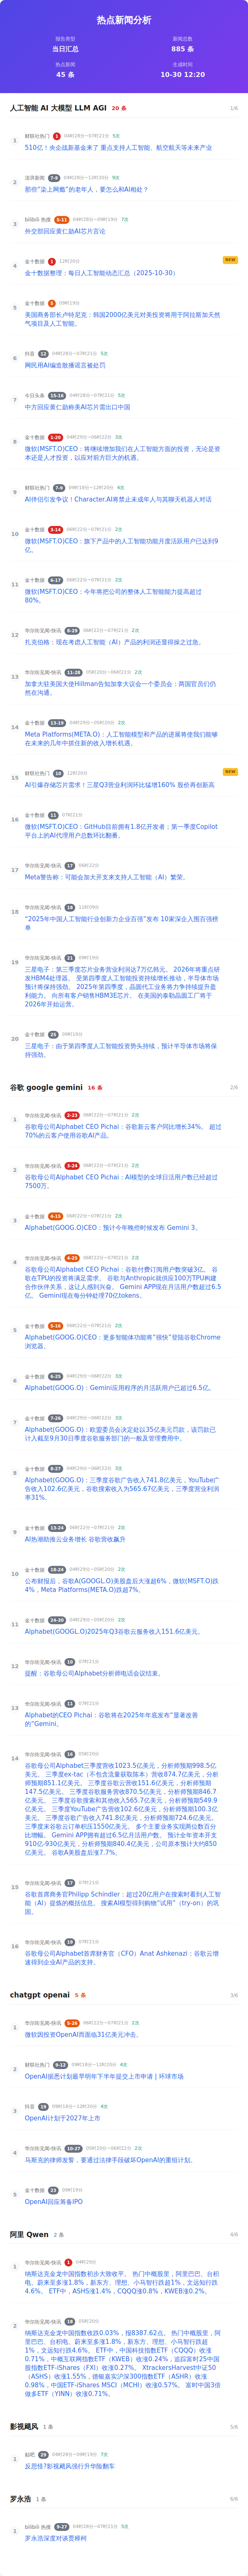 热点新闻分析
报告类型
新闻总数
当日汇总
885 条
热点新闻
生成时间
45 条
10-30 12:20
人工智能 AI 大模型 LLM AGI 20 条
1/6
1
财联社热门 1 04时28分~07时21分 5次
510亿！央企战新基金来了 重点支持人工智能、航空航天等未来产业
2
澎湃新闻 7-9 04时28分~12时20分 9次
那些“染上网瘾”的老年人，要怎么和AI相处？
3
bilibili 热搜 5-11 04时28分~09时19分 7次
外交部回应黄仁勋AI芯片言论
4
金十数据 1 12时20分
NEW
金十数据整理：每日人工智能动态汇总（2025-10-30）
5
金十数据 5 09时19分
美国商务部长卢特尼克：韩国2000亿美元对美投资将用于阿拉斯加天然
气项目及人工智能。
6
抖音 12 04时28分~07时21分 5次
网民用AI编造散播谣言被处罚
7
今日头条 15-16 04时28分~07时21分 5次
中方回应黄仁勋称美AI芯片需出口中国
8
金十数据 1-20 04时29分~06时22分 3次
微软(MSFT.O)CEO：将继续增加我们在人工智能方面的投资，无论是资
本还是人才投资，以应对前方巨大的机遇。
9
财联社热门 7-9 09时18分~12时20分 4次
AI伴侣引发争议！Character.AI将禁止未成年人与其聊天机器人对话
10
金十数据 3-14 06时22分~07时21分 2次
微软(MSFT.O)CEO：旗下产品中的人工智能功能月度活跃用户已达到9
亿。
11
金十数据 6-17 06时22分~07时21分 2次
微软(MSFT.O)CEO：今年将把公司的整体人工智能能力提高超过
80%。
12
华尔街见闻-快讯 8-29 06时22分~07时21分 2次
扎克伯格：现在考虑人工智能（AI）产品的利润还显得操之过急。
13
华尔街见闻-快讯 11-28 05时20分~06时21分 2次
加拿大驻美国大使Hillman告知加拿大议会一个委员会：两国官员们仍
然在沟通。
14
金十数据 13-19 04时29分~05时20分 2次
Meta Platforms(META.O)：人工智能模型和产品的进展将使我们能够
在未来的几年中抓住新的收入增长机遇。
15
财联社热门 10 12时20分
NEW
AI引爆存储芯片需求！三星Q3营业利润环比猛增160% 股价再创新高
16
金十数据 11 07时21分
微软(MSFT.O)CEO：GitHub目前拥有1.8亿开发者；第一季度Copilot
平台上的AI代理用户总数环比翻番。
17
华尔街见闻-快讯 17 06时22分
Meta警告称：可能会加大开支来支持人工智能（AI）繁荣。
18
华尔街见闻-快讯 18 11时09分
“2025年中国人工智能行业创新力企业百强”发布 10家深企入围百强榜
单
19
华尔街见闻-快讯 21 09时19分
三星电子：第三季度芯片业务营业利润达7万亿韩元。 2026年将重点研
发HBM4处理器。 受第四季度人工智能投资持续增长推动，半导体市场
预计将保持强劲。 2025年第四季度，晶圆代工业务将力争持续提升盈
利能力。 向所有客户销售HBM3E芯片。 在美国的泰勒晶圆工厂将于
2026年开始运营。
20
金十数据 25 09时19分
三星电子：由于第四季度人工智能投资势头持续，预计半导体市场将保
持强劲。
谷歌 google gemini 16 条
2/6
1
华尔街见闻-快讯 2-23 06时22分~07时21分 2次
谷歌母公司Alphabet CEO Pichai：谷歌新云客户同比增长34%。 超过
70%的云客户使用谷歌AI产品。
2
华尔街见闻-快讯 3-24 06时22分~07时21分 2次
谷歌母公司Alphabet CEO Pichai：AI模型的全球日活用户数已经超过
7500万。
3
金十数据 4-15 06时22分~07时21分 2次
Alphabet(GOOG.O)CEO：预计今年晚些时候发布 Gemini 3。
4
华尔街见闻-快讯 4-25 06时22分~07时21分 2次
谷歌母公司Alphabet CEO Pichai：谷歌付费订阅用户数突破3亿。 谷
歌在TPU的投资将满足需求。 谷歌与Anthropic就供应100万TPU构建
合作伙伴关系，这让人感到兴奋。 Gemini APP现在月活用户数超过6.5
亿。 Gemini现在每分钟处理70亿tokens。
5
华尔街见闻-快讯 5-16 06时22分~07时21分 2次
Alphabet(GOOG.O)CEO：更多智能体功能将“很快”登陆谷歌Chrome
浏览器。
6
金十数据 6-25 04时29分~06时22分 3次
Alphabet(GOOG.O)：Gemini应用程序的月活跃用户已超过6.5亿。
7
金十数据 7-26 04时29分~06时22分 3次
Alphabet(GOOG.O)：欧盟委员会决定处以35亿美元罚款，该罚款已
计入截至9月30日季度谷歌服务部门的一般及管理费用中。
8
金十数据 8-27 04时29分~06时22分 3次
Alphabet(GOOG.O)：三季度谷歌广告收入741.8亿美元，YouTube广
告收入102.6亿美元，谷歌搜索收入为565.67亿美元，三季度营业利润
率31%。
9
金十数据 13-24 06时22分~07时21分 2次
AI热潮助推云业务增长 谷歌营收飙升
10
金十数据 18-24 04时29分~05时20分 2次
公布财报后，谷歌A(GOOGL.O)美股盘后大涨超6%，微软(MSFT.O)跌
4%，Meta Platforms(META.O)跌超7%。
11
金十数据 24-30 04时29分~05时20分 2次
Alphabet(GOOGL.O)2025年Q3谷歌云服务收入151.6亿美元。
12
华尔街见闻-快讯 10 07时21分
提醒：谷歌母公司Alphabet分析师电话会议结束。
13
华尔街见闻-快讯 11 07时21分
Alphabet的CEO Pichai：谷歌将在2025年年底发布“显著改善
的”Gemini。
14
华尔街见闻-快讯 16 05时20分
谷歌母公司Alphabet三季度营收1023.5亿美元，分析师预期998.5亿
美元。 三季度ex-tac（不包含流量获取陈本）营收874.7亿美元，分析
师预期851.1亿美元。 三季度谷歌云营收151.6亿美元，分析师预期
147.5亿美元。 三季度谷歌服务营收870.5亿美元，分析师预期846.7
亿美元。 三季度谷歌搜索和其他收入565.7亿美元，分析师预期549.9
亿美元。 三季度YouTube广告营收102.6亿美元，分析师预期100.3亿
美元。 三季度谷歌广告收入741.8亿美元，分析师预期724.6亿美元。
三季度末谷歌云订单积压1550亿美元。 多个主要业务实现两位数百分
比增幅。 Gemini APP拥有超过6.5亿月活用户数。 预计全年资本开支
910亿-930亿美元，分析师预期840.4亿美元，公司原本预计大约850
亿美元。 谷歌A美股盘后涨7.7%。
15
华尔街见闻-快讯 17 07时21分
谷歌首席商务官Philipp Schindler：超过20亿用户在搜索时看到人工智
能（AI）提炼的概括信息。 搜索AI模型得到购物“试用”（try-on）的巩
固。
16
华尔街见闻-快讯 19 07时21分
谷歌母公司Alphabet首席财务官（CFO）Anat Ashkenazi：谷歌云增
速得到企业AI产品的支持。
chatgpt openai 5 条
3/6
1
华尔街见闻-快讯 5-26 06时22分~07时21分 2次
微软因投资OpenAI而面临31亿美元冲击。
2
财联社热门 9-12 09时18分~12时20分 4次
OpenAI据悉计划最早明年下半年提交上市申请 | 环球市场
3
抖音 19 09时18分~12时20分 4次
OpenAI计划于2027年上市
4
华尔街见闻-快讯 10-27 05时20分~06时22分 2次
马斯克的律师发誓，要通过法律手段破坏OpenAI的重组计划。
5
金十数据 23 09时19分
OpenAI回应筹备IPO
阿里 Qwen 2 条
4/6
1
华尔街见闻-快讯 1 04时29分
纳斯达克金龙中国指数初步大致收平。 热门中概股里，阿里巴巴、台积
电、蔚来至多涨1.8%，新东方、理想、小马智行跌超1%，文远知行跌
4.6%。 ETF中，ASHS涨1.4%，CQQQ涨0.8%，KWEB涨0.2%。
2
华尔街见闻-快讯 18 05时20分
纳斯达克金龙中国指数收跌0.03%，报8387.62点。 热门中概股里，阿
里巴巴、台积电、蔚来至多涨1.8%，新东方、理想、小马智行跌超
1%，文远知行跌4.6%。 ETF中，中国科技指数ETF（CQQQ）收涨
0.71%，中概互联网指数ETF（KWEB）收涨0.24%，追踪富时25中国
股指数ETF-iShares（FXI）收涨0.27%。 XtrackersHarvest中证50
（ASHS）收涨1.55%，德银嘉实沪深300指数ETF（ASHR）收涨
0.98%，中国ETF-iShares MSCI（MCHI）收涨0.57%。 富时中国3倍
做多ETF（YINN）收涨0.71%。
影视飓风 1 条
5/6
1
贴吧 29 04时28分~09时19分 7次
反思怪?影视飓风强行升华险翻车
罗永浩 1 条
6/6
1
bilibili 热搜 9-27 04时28分~07时21分 5次
罗永浩深度对谈贾樟柯